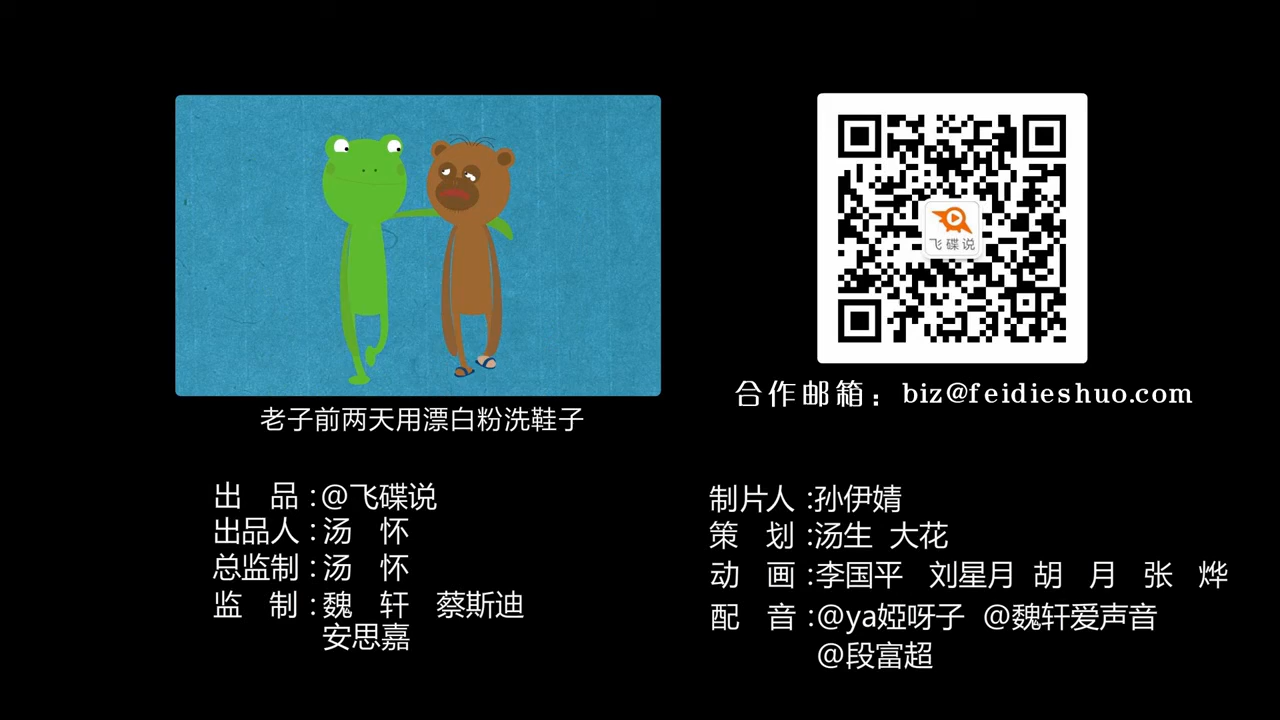 飞碟说
合作邮箱：biz@feidieshuo.com
老子前两天用漂白粉洗鞋子
出 品：@飞碟说
出品人：汤 怀
总监制：汤 怀
监 制：魏 轩 蔡斯迪
安思嘉
制片人：孙伊婧
策 划：汤生 大花
动 画：李国平 刘星月 胡 月 张 烨
配 音：@ya婭呀子 @魏轩爱声音
@段富超